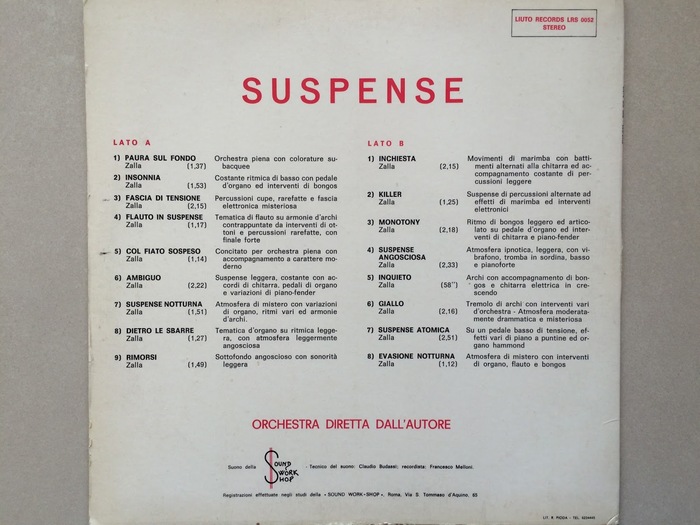 LIUTO RECORDS LRS 0052
STEREO
SUSPENSE
LATO A
1) PAURA SUL FONDO Orchestra piena con colorature su-
Zalla (1,37) bacquee
2) INSONNIA Costante ritmica di basso con pedale
Zalla (1,53) d'organo ed interventi di bongos
3) FASCIA DI TENSIONE Percussioni cupe, rarefatte e fascia
Zalla (2,15) elettronica misteriosa
4) FLAUTO IN SUSPENSE Tematica di flauto su armonie d'archi
Zalla (1,17) contrappuntate da interventi di ot-
toni e percussioni rarefatte, con
finale forte
5) COL FIATO SOSPESO Concitato per orchestra piena con
Zalla (1,14) accompagnamento a carattere mo-
derno
6) AMBIGUO Suspense leggera, costante con ac-
Zalla (2,22) cordi di chitarra, pedali di organo
e variazioni di piano-fender
7) SUSPENSE NOTTURNA Atmosfera di mistero con variazioni
Zalla (1,51) di organo, ritmi vari ed armonie
d'archi.
8) DIETRO LE SBARRE Tematica d'organo su ritmica legge-
Zalla (1,27) ra, con atmosfera leggermente
angosciosa
9) RIMORSI Sottofondo angoscioso con sonorità
Zalla (1,49) leggera
LATO B
1) INCHIESTA Movimenti di marimba con batti-
Zalla (2,15) menti alternati alla chitarra ed ac-
compagnamento costante di per-
cussioni leggere
2) KILLER Suspense di percussioni alternate ad
Zalla (1,25) effetti di marimba ed interventi
elettronici
3) MONOTONY Ritmo di bongos leggero ed artico-
Zalla (2,18) lato su pedale d'organo ed inter-
venti di chitarra e piano-fender
4) SUSPENSE Atmosfera ipnotica, leggera, con vi-
ANGOSCIOSA brafono, tromba in sordina, basso
Zalla (2,33) e pianoforte
5) INQUIETO Archi con accompagnamento di bon-
Zalla (58") gos e chitarra elettrica in cre-
scendo
6) GIALLO Tremolo di archi con interventi vari
Zalla (2,16) d'orchestra - Atmosfera moderata-
mente drammatica e misteriosa
7) SUSPENSE ATOMICA Su un pedale basso di tensione, ef-
Zalla (2,51) fetti vari di piano a puntine ed or-
gano hammond
8) EVASIONE NOTTURNA Atmosfera di mistero con interventi
Zalla (1,12) di organo, flauto e bongos
ORCHESTRA DIRETTA DALL'AUTORE
Suono della SOUND WORK SHOP - Tecnico del suono: Claudio Budassi; recordista: Francesco Melloni.
Registrazioni effettuate negli studi della « SOUND WORK-SHOP », Roma, Via S. Tommaso d'Aquino, 85